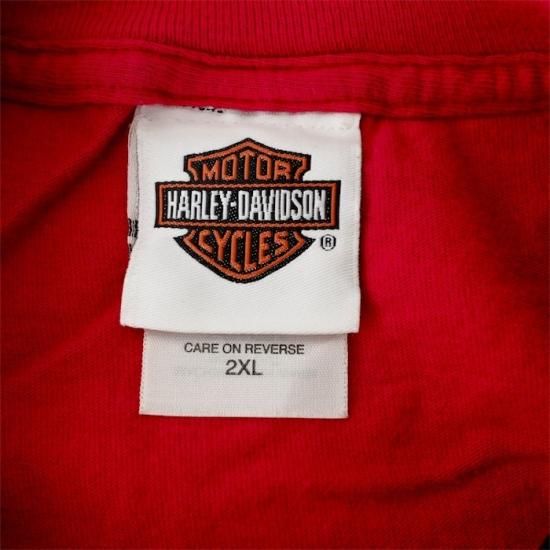 MOTOR
HARLEY-DAVIDSON
CYCLES
®
CARE ON REVERSE
2XL